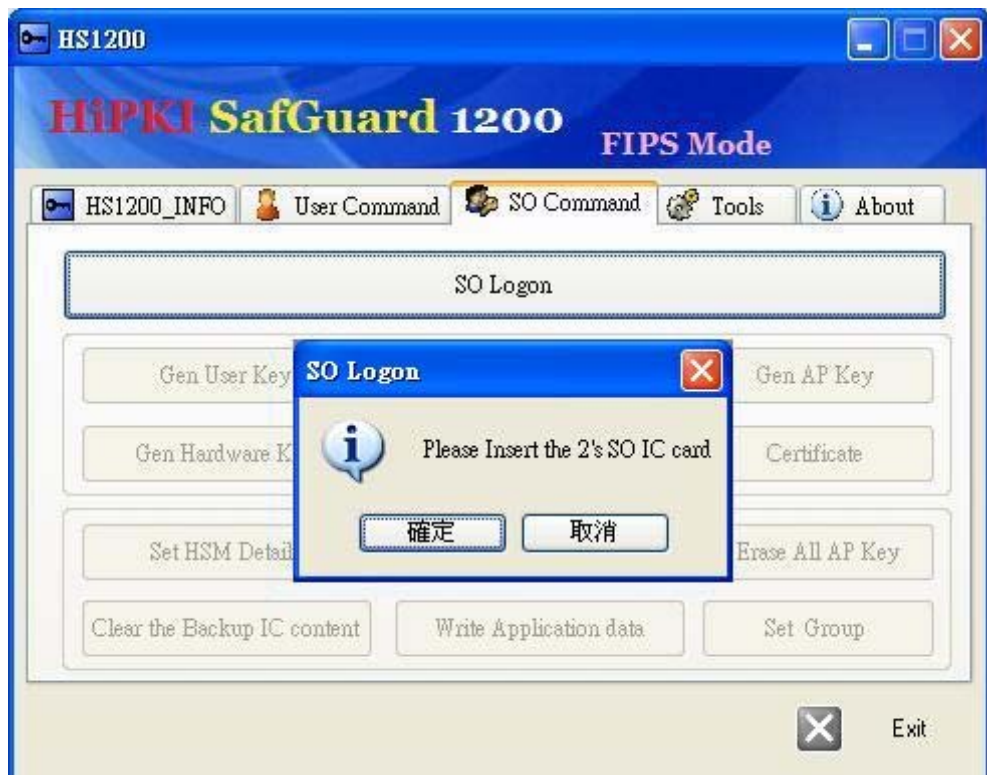 HS1200
HiPKI SafGuard 1200
FIPS Mode
HS1200_INFO User Command SO Command Tools About
SO Logon
Gen User Key SO Logon Gen AP Key
Please Insert the 2's SO IC card
Gen Hardware K Certificate
確定 取消
Set HSM Detail Erase All AP Key
Clear the Backup IC content Write Application data Set Group
Exit